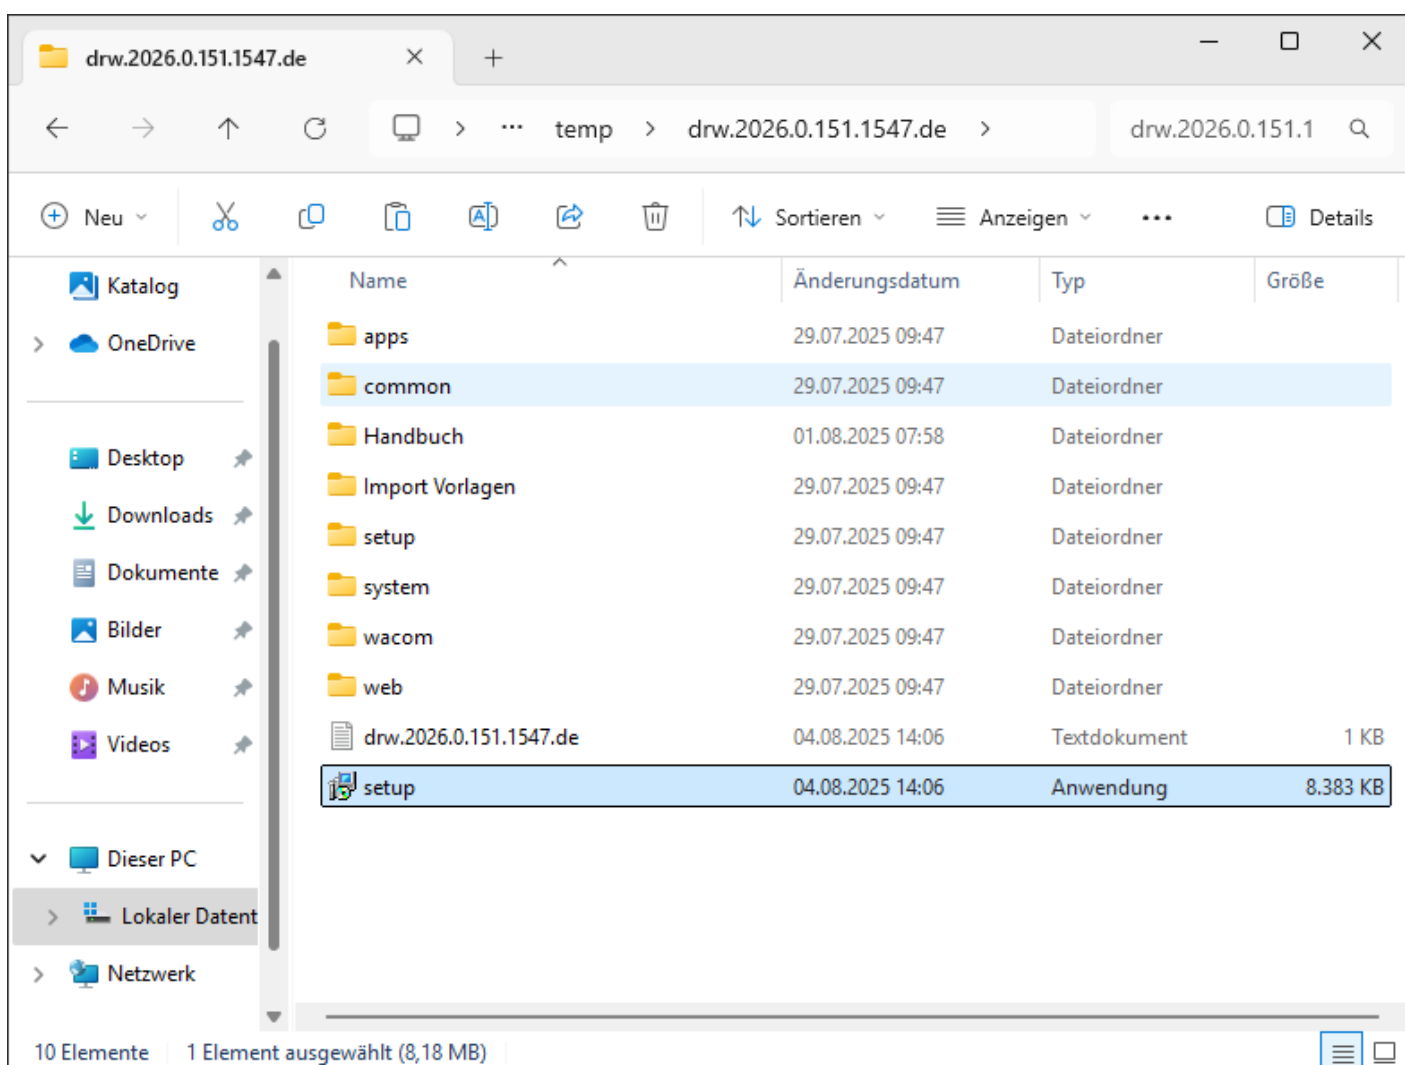 drw.2026.0.151.1547.de
temp drw.2026.0.151.1547.de drw.2026.0.151.1
Neu Sortieren Anzeigen Details
Katalog
OneDrive
Desktop
Downloads
Dokumente
Bilder
Musik
Videos
Dieser PC
Lokaler Datent
Netzwerk
Name Änderungsdatum Typ Größe
apps 29.07.2025 09:47 Dateiordner
common 29.07.2025 09:47 Dateiordner
Handbuch 01.08.2025 07:58 Dateiordner
Import Vorlagen 29.07.2025 09:47 Dateiordner
setup 29.07.2025 09:47 Dateiordner
system 29.07.2025 09:47 Dateiordner
wacom 29.07.2025 09:47 Dateiordner
web 29.07.2025 09:47 Dateiordner
drw.2026.0.151.1547.de 04.08.2025 14:06 Textdokument 1 KB
setup 04.08.2025 14:06 Anwendung 8.383 KB
10 Elemente 1 Element ausgewählt (8,18 MB)